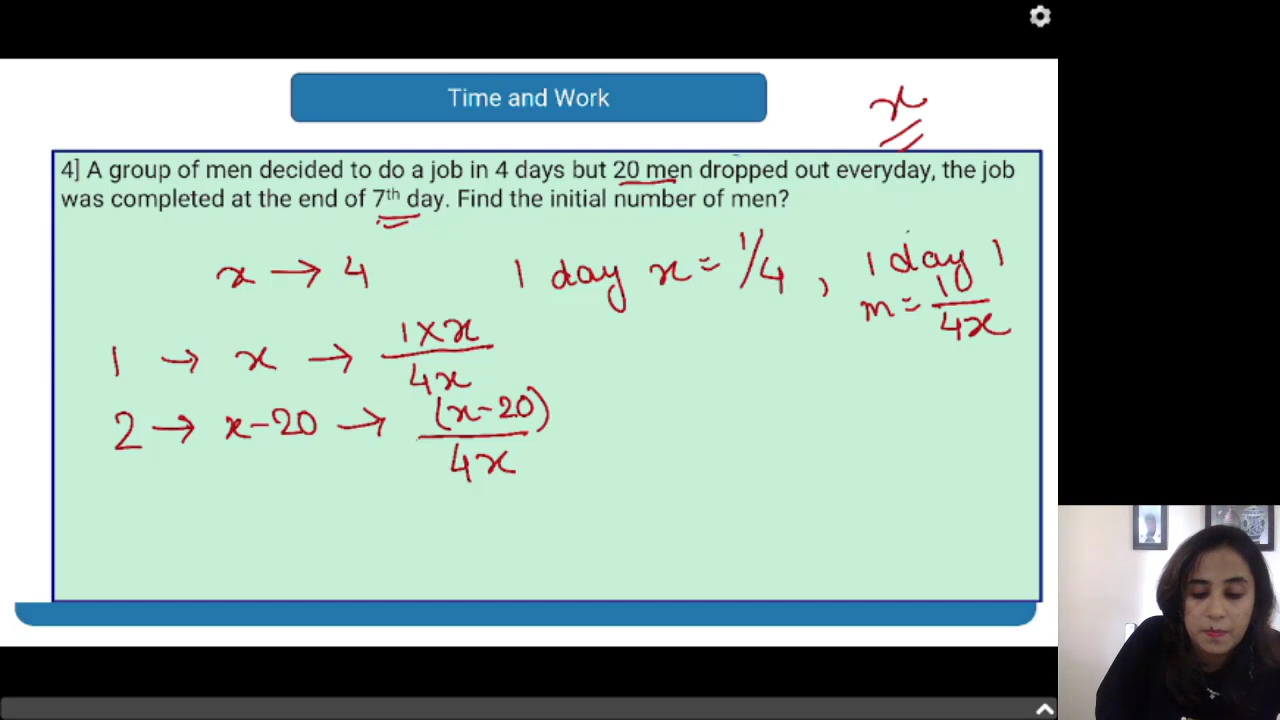 Time and Work
x
4] A group of men decided to do a job in 4 days but 20 men dropped out everyday, the job
was completed at the end of 7th day. Find the initial number of men?
x → 4
1 day x = 1/4 , 1 day 1
m = 1/4x
1 → x → 1×x/4x
2 → x-20 → (x-20)/4x